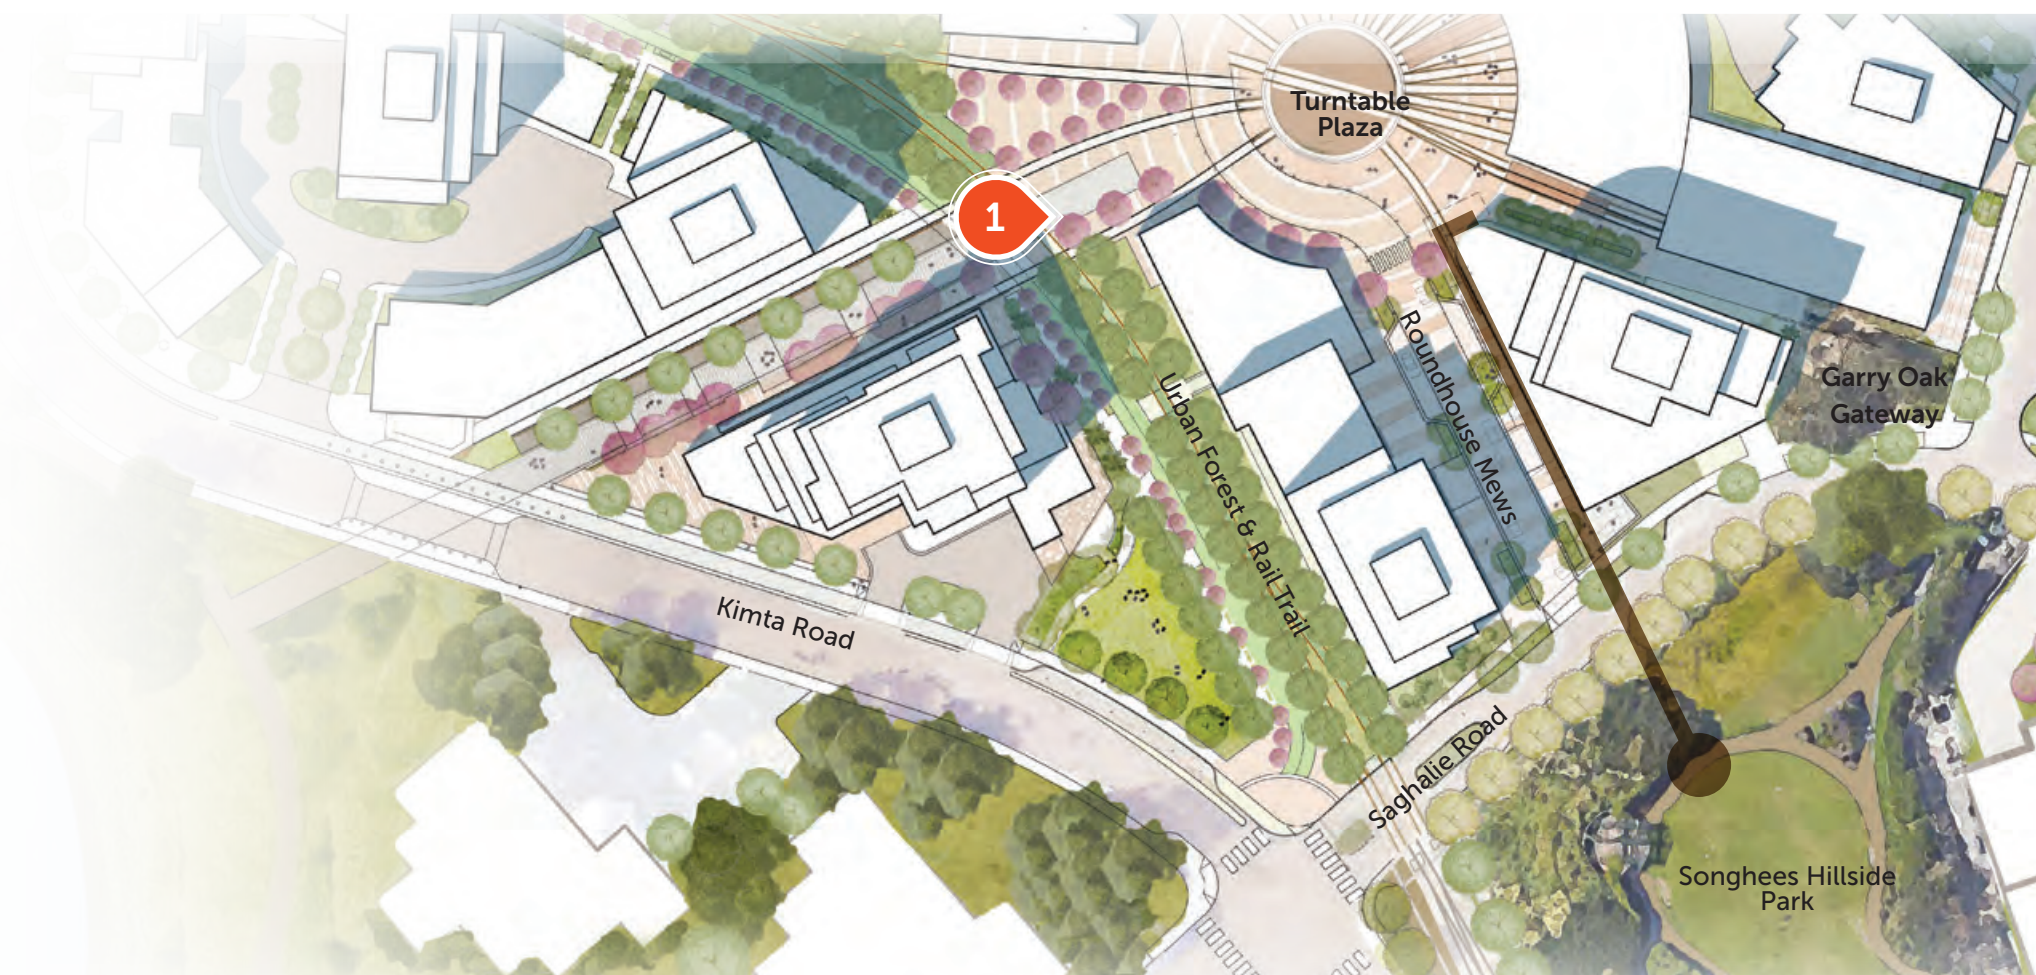 Turntable
Plaza
1
Roundhouse Mews
Garry Oak
Gateway
Urban Forest & Rail Trail
Kimta Road
Saghalie Road
Songhees Hillside
Park